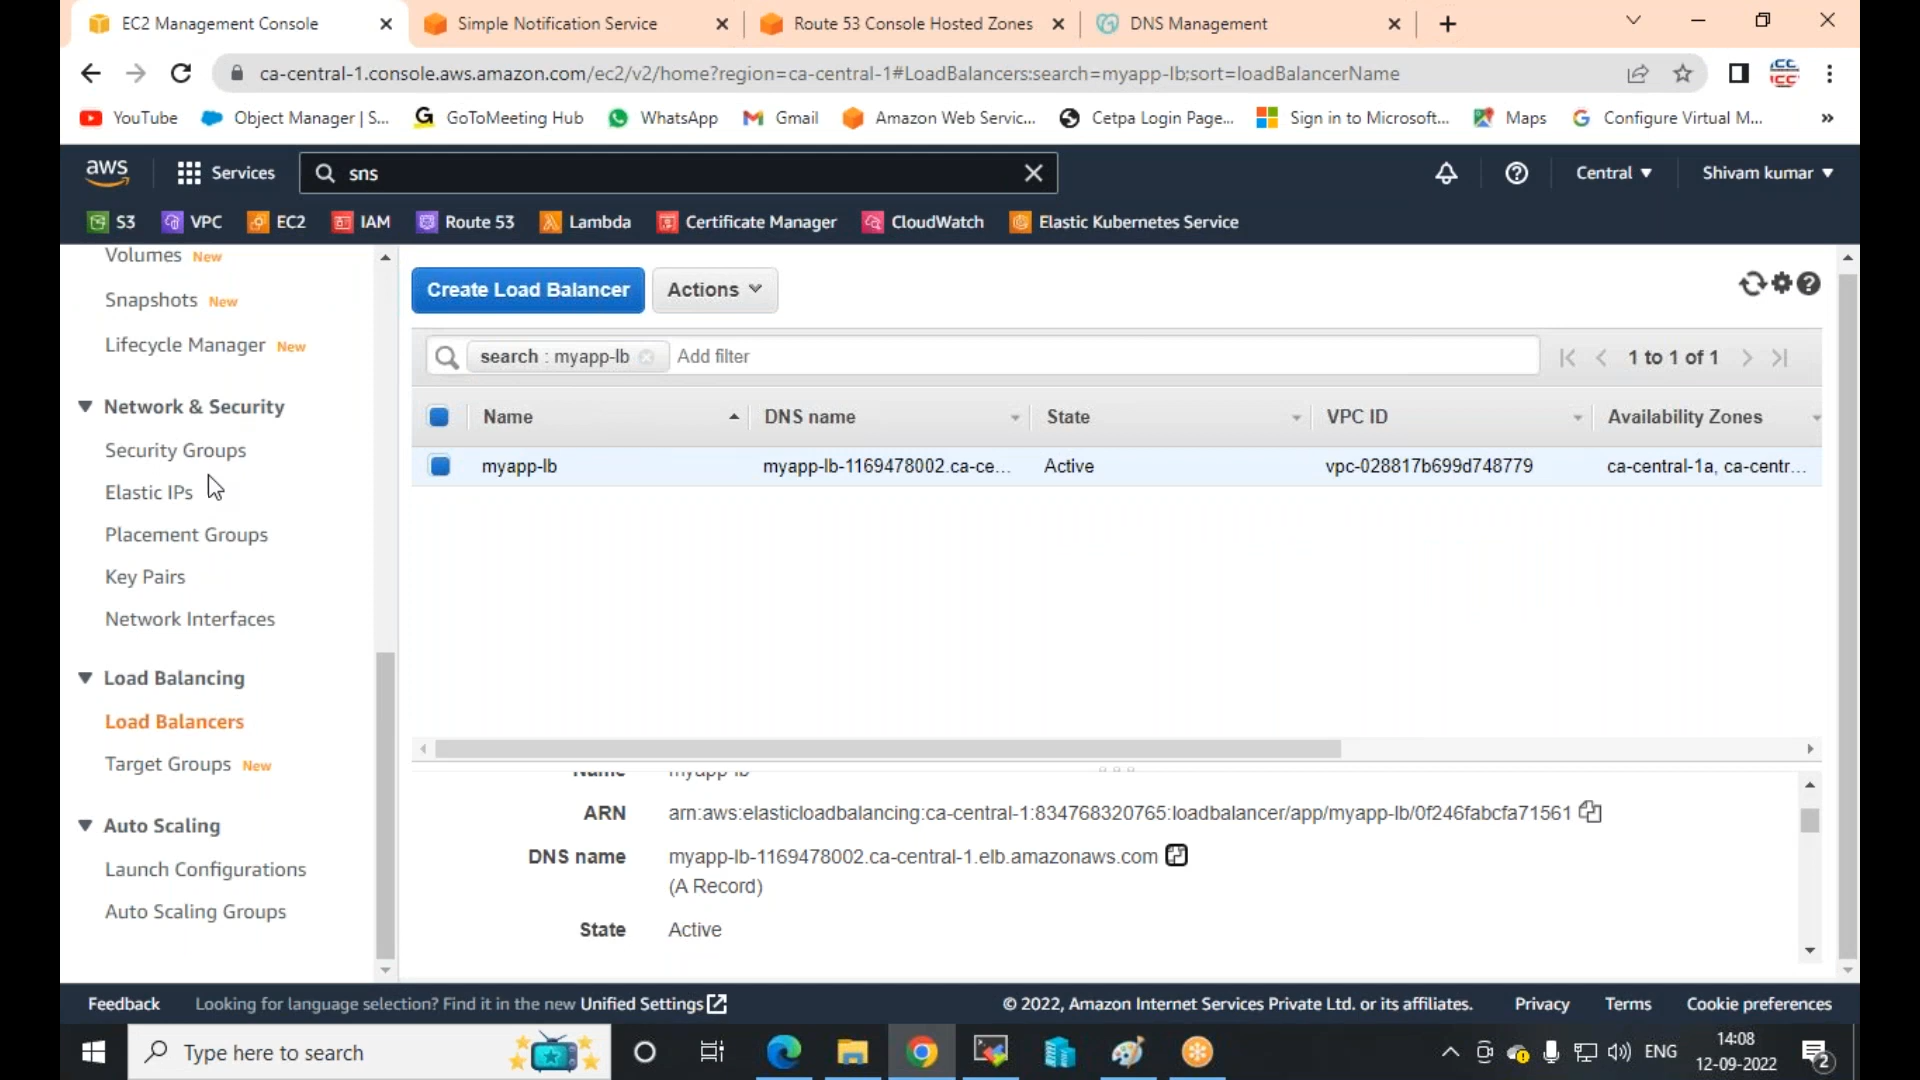 EC2 Management Console
Simple Notification Service
Route 53 Console Hosted Zones
DNS Management
ca-central-1.console.aws.amazon.com/ec2/v2/home?region=ca-central-1#LoadBalancers:search=myapp-lb;sort=loadBalancerName
YouTube
Object Manager | S...
GoToMeeting Hub
WhatsApp
Gmail
Amazon Web Servic...
Cetpa Login Page...
Sign in to Microsoft...
Maps
Configure Virtual M...
»
aws
Services
sns
Central
Shivam kumar
S3
VPC
EC2
IAM
Route 53
Lambda
Certificate Manager
CloudWatch
Elastic Kubernetes Service
Volumes New
Snapshots New
Lifecycle Manager New
Network & Security
Security Groups
Elastic IPs
Placement Groups
Key Pairs
Network Interfaces
Load Balancing
Load Balancers
Target Groups New
Auto Scaling
Launch Configurations
Auto Scaling Groups
Create Load Balancer
Actions
search : myapp-lb
Add filter
1 to 1 of 1
Name
DNS name
State
VPC ID
Availability Zones
myapp-lb
myapp-lb-1169478002.ca-ce...
Active
vpc-028817b699d748779
ca-central-1a, ca-centr...
Name myapp-lb
ARN arn:aws:elasticloadbalancing:ca-central-1:834768320765:loadbalancer/app/myapp-lb/0f246fabcfa71561
DNS name myapp-lb-1169478002.ca-central-1.elb.amazonaws.com
(A Record)
State Active
Feedback
Looking for language selection? Find it in the new Unified Settings
© 2022, Amazon Internet Services Private Ltd. or its affiliates.
Privacy
Terms
Cookie preferences
Type here to search
ENG
14:08
12-09-2022
2